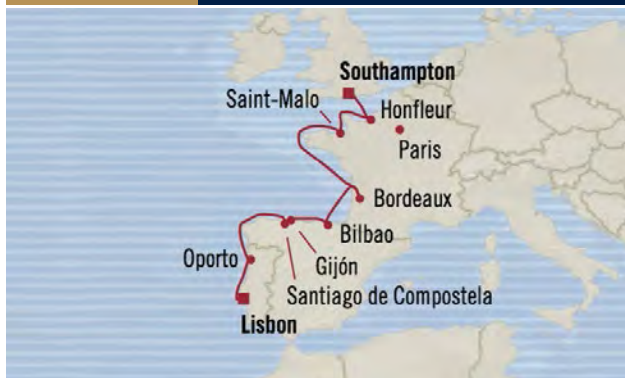 Southampton
Saint-Malo
Honfleur
Paris
Bordeaux
Bilbao
Oporto
Gijón
Santiago de Compostela
Lisbon